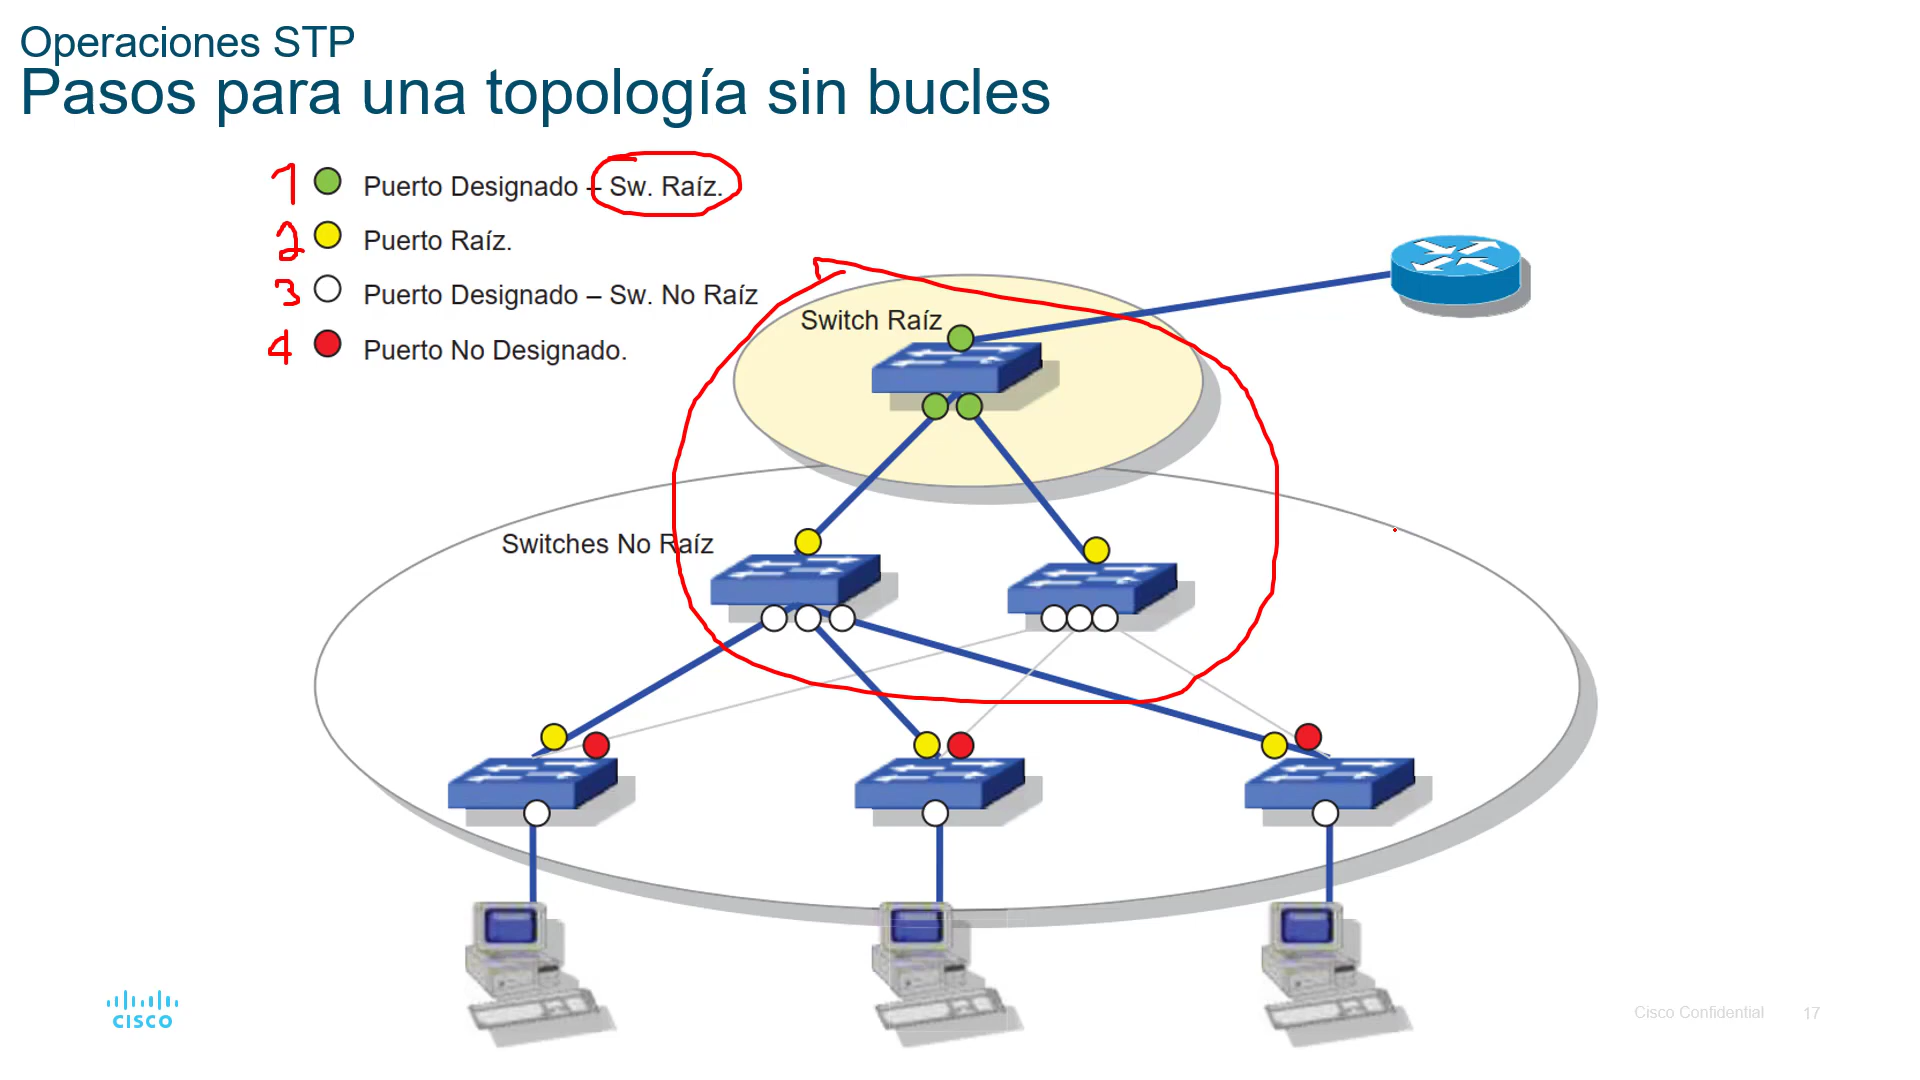 Operaciones STP
Pasos para una topología sin bucles
1 Puerto Designado – Sw. Raíz.
2 Puerto Raíz.
3 Puerto Designado – Sw. No Raíz
4 Puerto No Designado.
Switch Raíz
Switches No Raíz
CISCO
Cisco Confidential 17